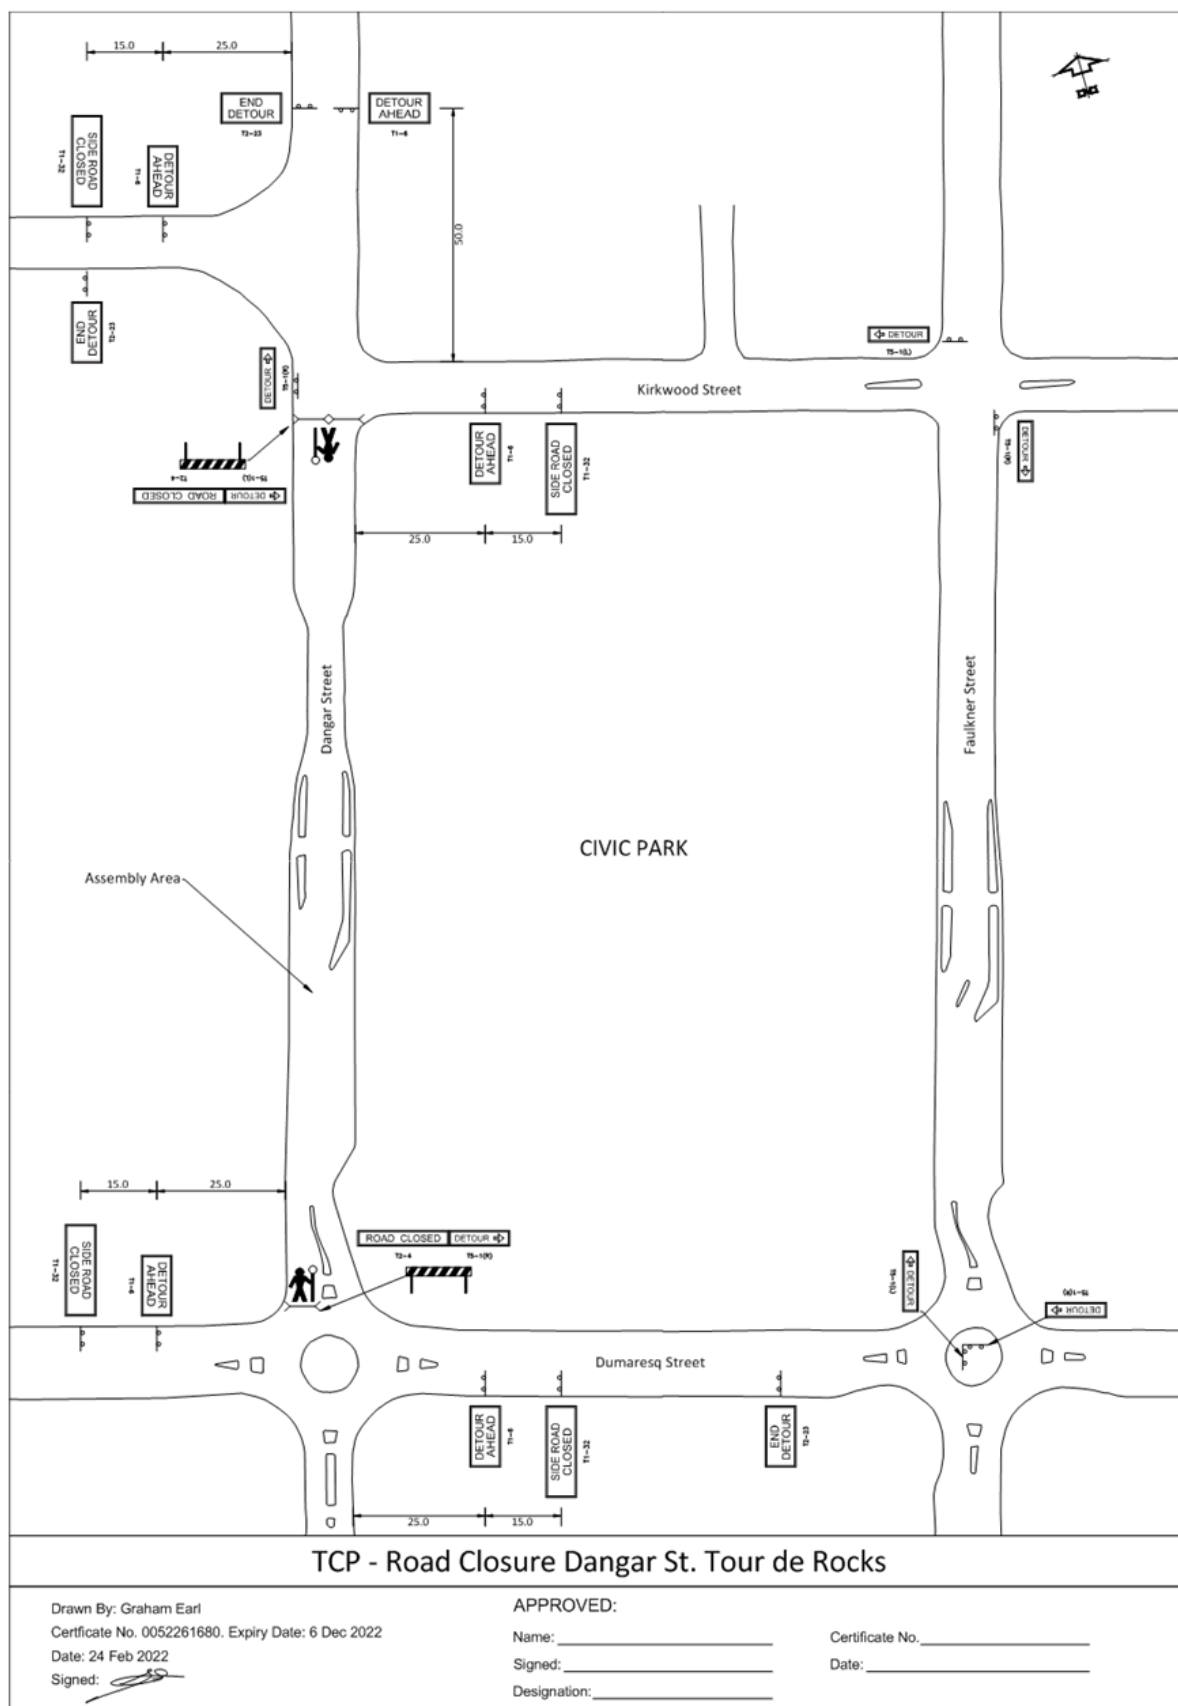 15.0
25.0
END
DETOUR
T2-23
DETOUR
AHEAD
T1-6
SIDE ROAD
CLOSED
T1-32
DETOUR
AHEAD
T1-6
50.0
END
DETOUR
T2-23
DETOUR
T5-1(L)
DETOUR
T5-1(R)
Kirkwood Street
DETOUR
AHEAD
T1-6
SIDE ROAD
CLOSED
T1-32
DETOUR
T5-1(R)
T2-4
T5-1(L)
ROAD CLOSED
DETOUR
25.0
15.0
Dangar Street
Faulkner Street
CIVIC PARK
Assembly Area
15.0
25.0
SIDE ROAD
CLOSED
T1-32
DETOUR
AHEAD
T1-6
ROAD CLOSED
DETOUR
T2-4
T5-1(R)
DETOUR
T5-1(L)
T5-1(R)
DETOUR
Dumaresq Street
DETOUR
AHEAD
T1-6
SIDE ROAD
CLOSED
T1-32
END
DETOUR
T2-23
25.0
15.0
TCP - Road Closure Dangar St. Tour de Rocks
Drawn By: Graham Earl
Certficate No. 0052261680. Expiry Date: 6 Dec 2022
Date: 24 Feb 2022
Signed:
APPROVED:
Name:
Signed:
Designation:
Certificate No.
Date: